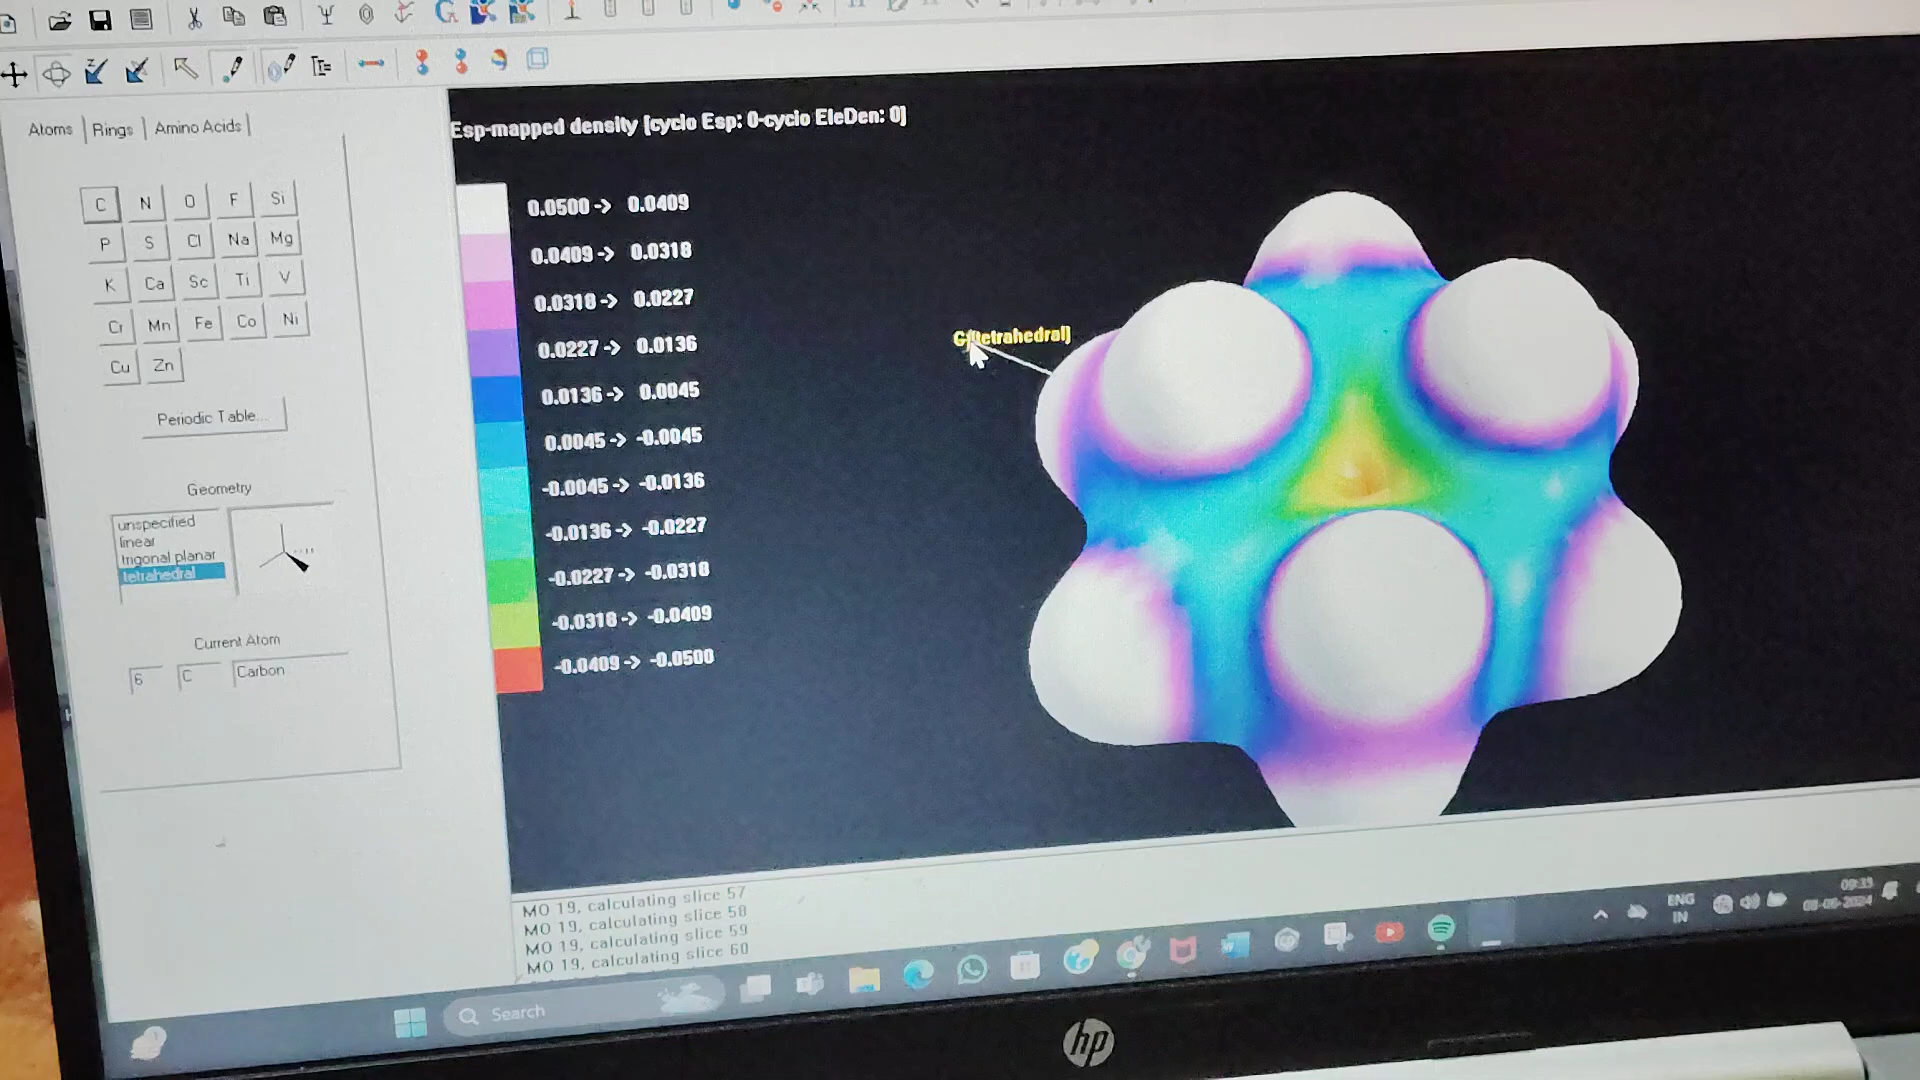 Atoms Rings Amino Acids
C N O F Si
P S Cl Na Mg
K Ca Sc Ti V
Cr Mn Fe Co Ni
Cu Zn
Periodic Table...
Geometry
unspecified
linear
trigonal planar
tetrahedral
Current Atom
6 C Carbon
Esp-mapped density [cyclo Esp: 0-cyclo EleDen: 0]
0.0500 -> 0.0409
0.0409 -> 0.0318
0.0318 -> 0.0227
0.0227 -> 0.0136
0.0136 -> 0.0045
0.0045 -> -0.0045
-0.0045 -> -0.0136
-0.0136 -> -0.0227
-0.0227 -> -0.0318
-0.0318 -> -0.0409
-0.0409 -> -0.0500
MO 19, calculating slice 57
MO 19, calculating slice 58
MO 19, calculating slice 59
MO 19, calculating slice 60
Search
ENG
IN
09:33
hp